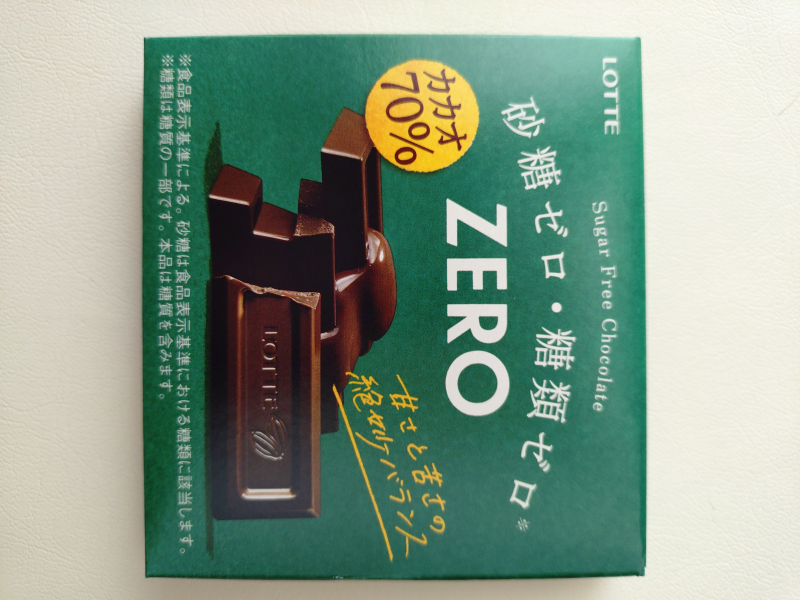 LOTTE
Sugar Free Chocolate
砂糖ゼロ・糖類ゼロ※
ZERO
カカオ
70%
甘さと苦さの
絶妙バランス
LOTTE
※食品表示基準による。砂糖は食品表示基準における糖類に該当します。
※糖類は糖質の一部です。本品は糖質を含みます。